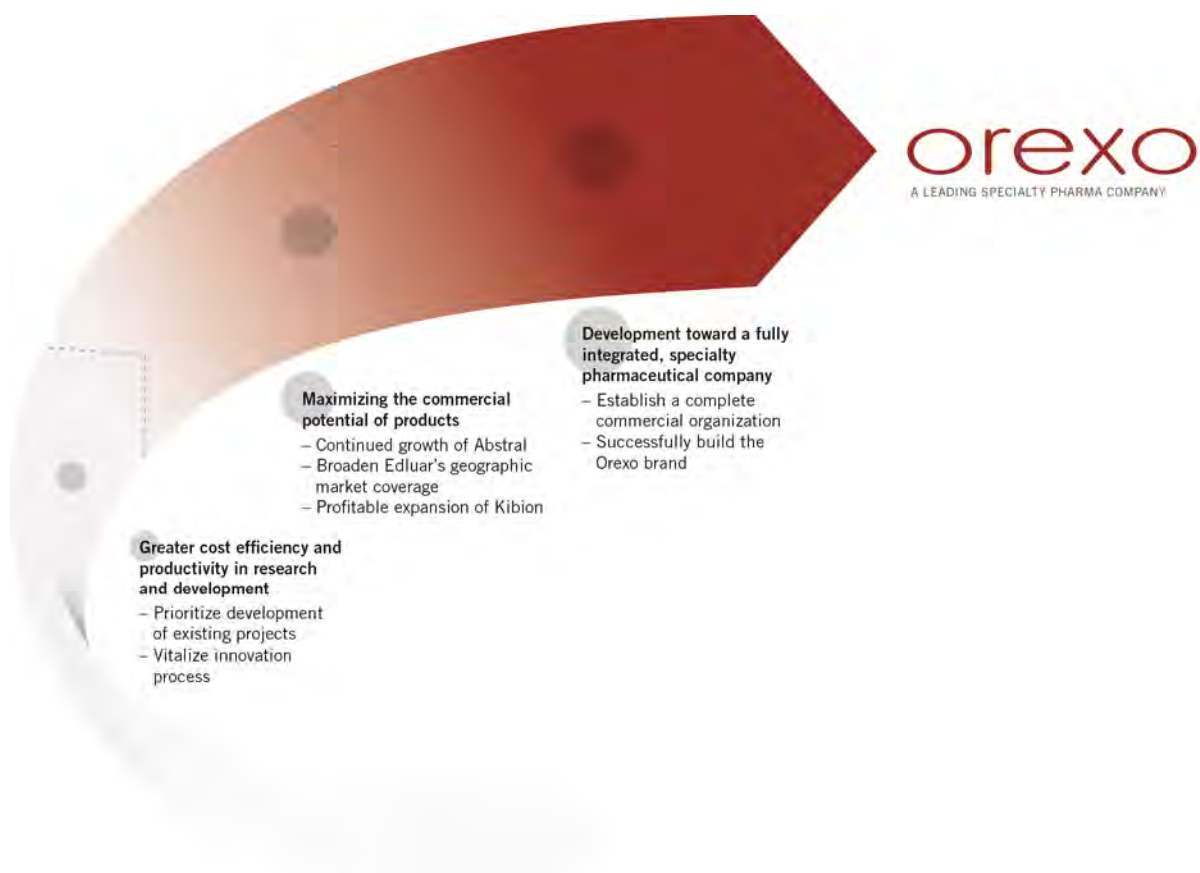 orexo
A LEADING SPECIALTY PHARMA COMPANY
Development toward a fully
integrated, specialty
pharmaceutical company
– Establish a complete
commercial organization
– Successfully build the
Orexo brand
Maximizing the commercial
potential of products
– Continued growth of Abstral
– Broaden Edluar's geographic
market coverage
– Profitable expansion of Kibion
Greater cost efficiency and
productivity in research
and development
– Prioritize development
of existing projects
– Vitalize innovation
process